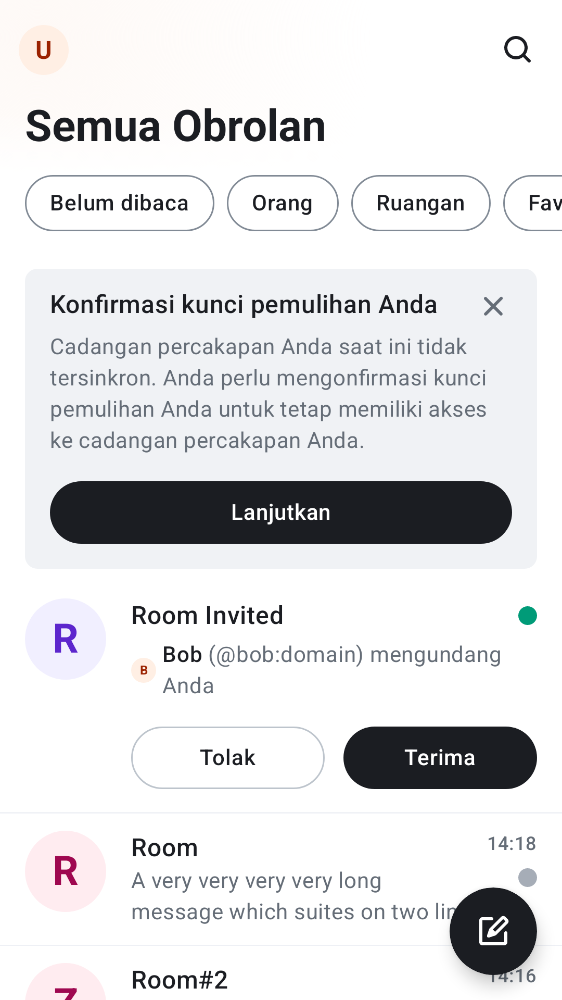 U
Semua Obrolan
Belum dibaca
Orang
Ruangan
Fav
Konfirmasi kunci pemulihan Anda
Cadangan percakapan Anda saat ini tidak
tersinkron. Anda perlu mengonfirmasi kunci
pemulihan Anda untuk tetap memiliki akses
ke cadangan percakapan Anda.
Lanjutkan
R
Room Invited
B
Bob (@bob:domain) mengundang
Anda
Tolak
Terima
R
Room
14:18
A very very very very long
message which suites on two lin
Z
Room#2
14:16